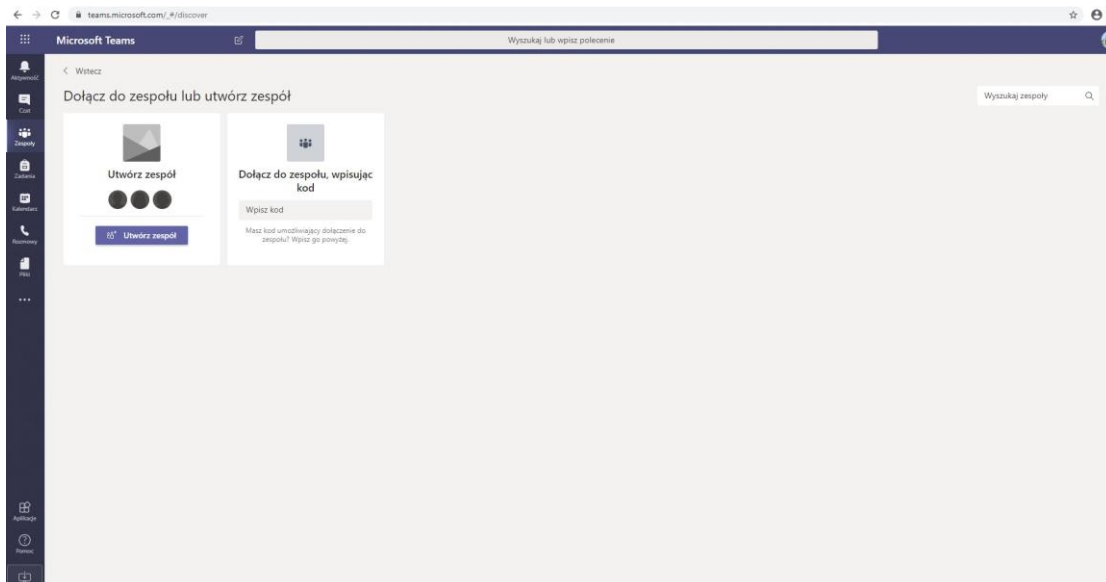 teams.microsoft.com/_#/discover
Microsoft Teams
Wyszukaj lub wpisz polecenie
Aktywność
Czat
Zespoły
Zadania
Kalendarz
Rozmowy
Pliki
Aplikacje
Pomoc
Wstecz
Dołącz do zespołu lub utwórz zespół
Wyszukaj zespoły
Utwórz zespół
Utwórz zespół
Dołącz do zespołu, wpisując
kod
Wpisz kod
Masz kod umożliwiający dołączenie do
zespołu? Wpisz go powyżej.